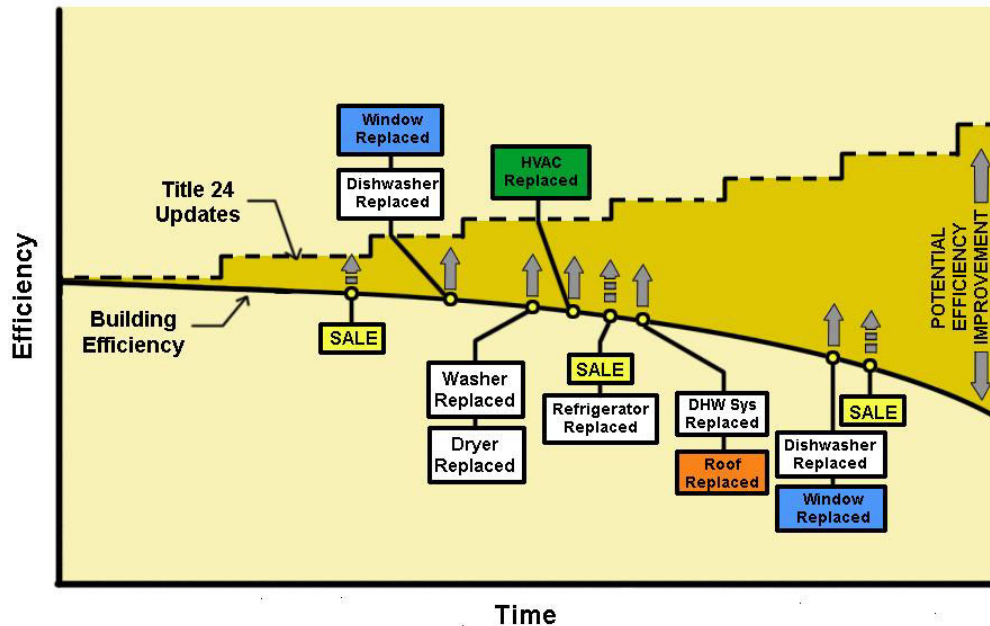 Window
Replaced
Dishwasher
Replaced
HVAC
Replaced
Title 24
Updates
Efficiency
Building
Efficiency
SALE
Washer
Replaced
Dryer
Replaced
SALE
Refrigerator
Replaced
DHW Sys
Replaced
Roof
Replaced
Dishwasher
Replaced
Window
Replaced
SALE
POTENTIAL
EFFICIENCY
IMPROVEMENT
Time